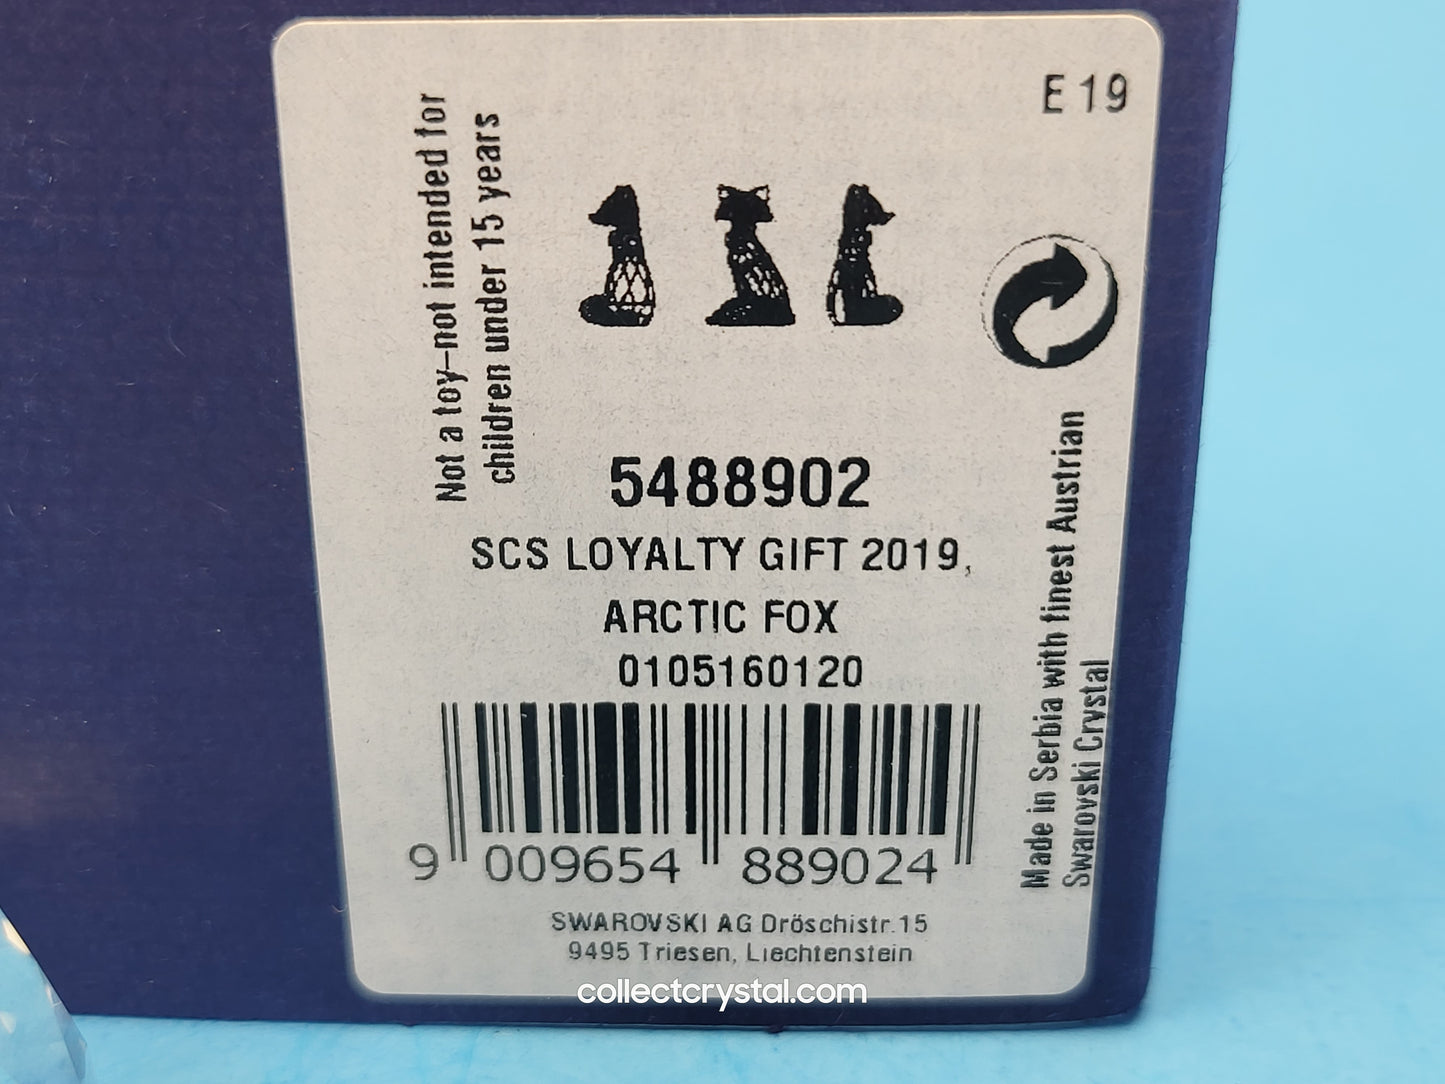 E 19
Not a toy–not intended for
children under 15 years
5488902
SCS LOYALTY GIFT 2019,
ARCTIC FOX
0105160120
9 009654 889024
Made in Serbia with finest Austrian
Swarovski Crystal
SWAROVSKI AG Dröschistr.15
9495 Triesen, Liechtenstein
collectcrystal.com